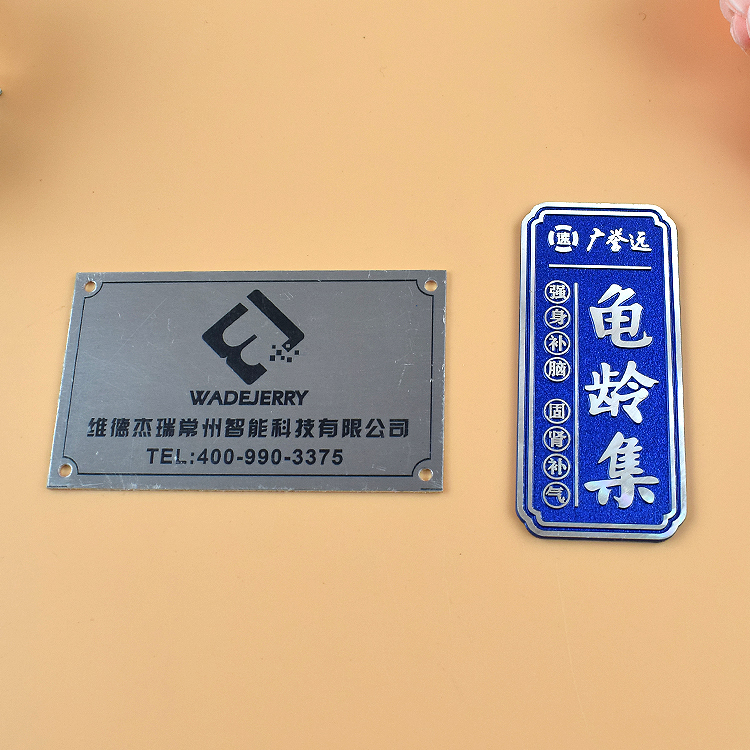 WADEJERRY
维德杰瑞常州智能科技有限公司
TEL:400-990-3375
广誉远
龟龄集
强身补脑 固肾补气